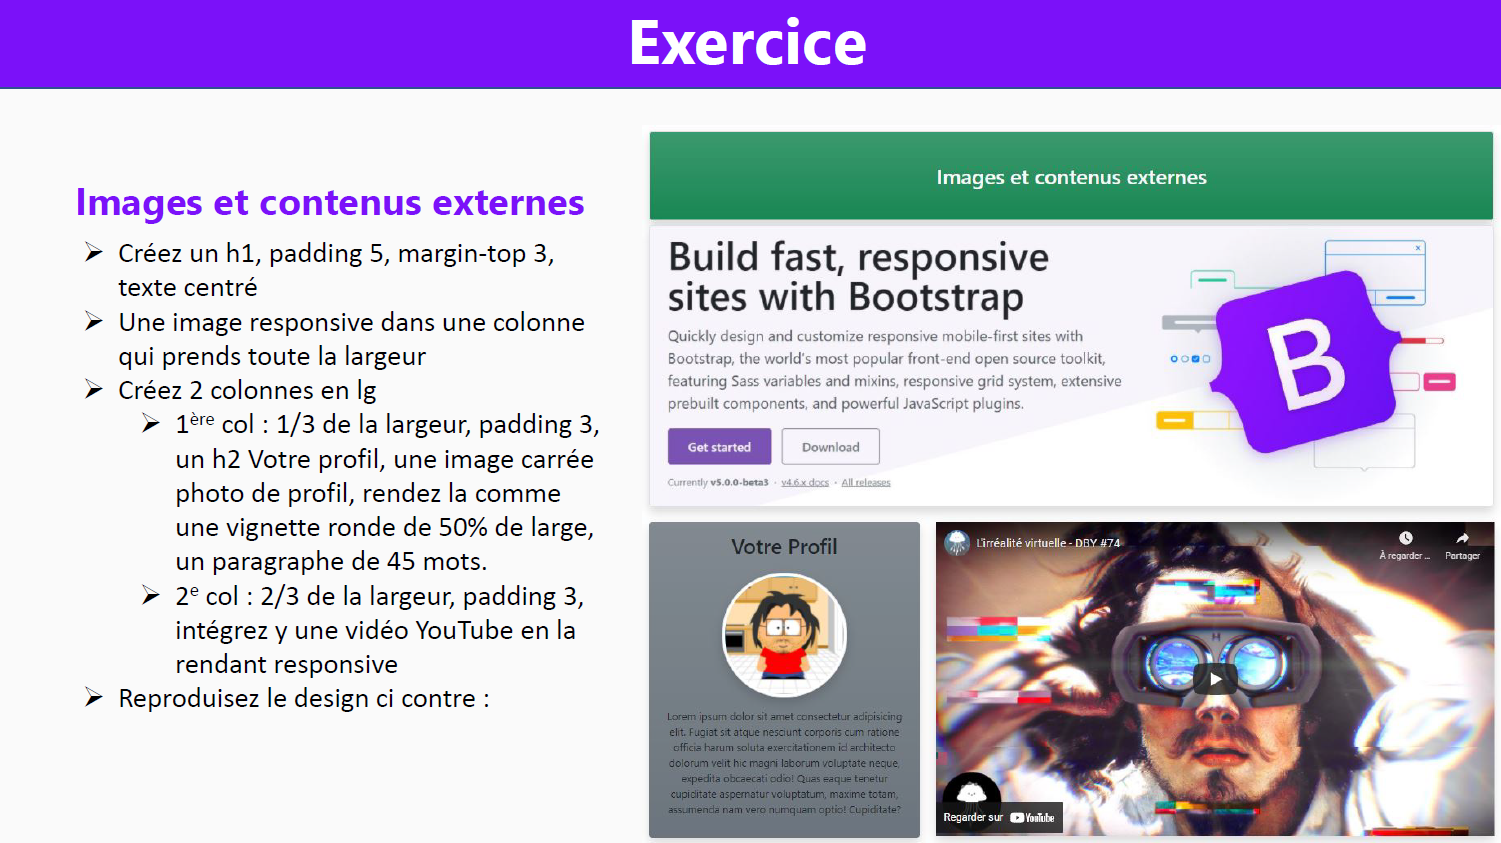 Exercice
Images et contenus externes
Créez un h1, padding 5, margin-top 3,
texte centré
Une image responsive dans une colonne
qui prends toute la largeur
Créez 2 colonnes en lg
1ère col : 1/3 de la largeur, padding 3,
un h2 Votre profil, une image carrée
photo de profil, rendez la comme
une vignette ronde de 50% de large,
un paragraphe de 45 mots.
2e col : 2/3 de la largeur, padding 3,
intégrez y une vidéo YouTube en la
rendant responsive
Reproduisez le design ci contre :
Images et contenus externes
Build fast, responsive
sites with Bootstrap
Quickly design and customize responsive mobile-first sites with
Bootstrap, the world's most popular front-end open source toolkit,
featuring Sass variables and mixins, responsive grid system, extensive
prebuilt components, and powerful JavaScript plugins.
Get started
Download
Currently v5.0.0-beta3 · v4.6.x docs · All releases
B
Votre Profil
Lorem ipsum dolor sit amet consectetur adipisicing
elit. Fugiat sit atque nesciunt corporis cum ratione
officia harum soluta exercitationem id architecto
dolorum velit hic magni laborum voluptate neque,
expedita obcaecati odio! Quas eaque tenetur
cupiditate aspernatur voluptatum, maxime totam,
assumenda nam vero numquam optio! Cupiditate?
L'irréalité virtuelle - DBY #74
À regarder ...
Partager
Regarder sur YouTube